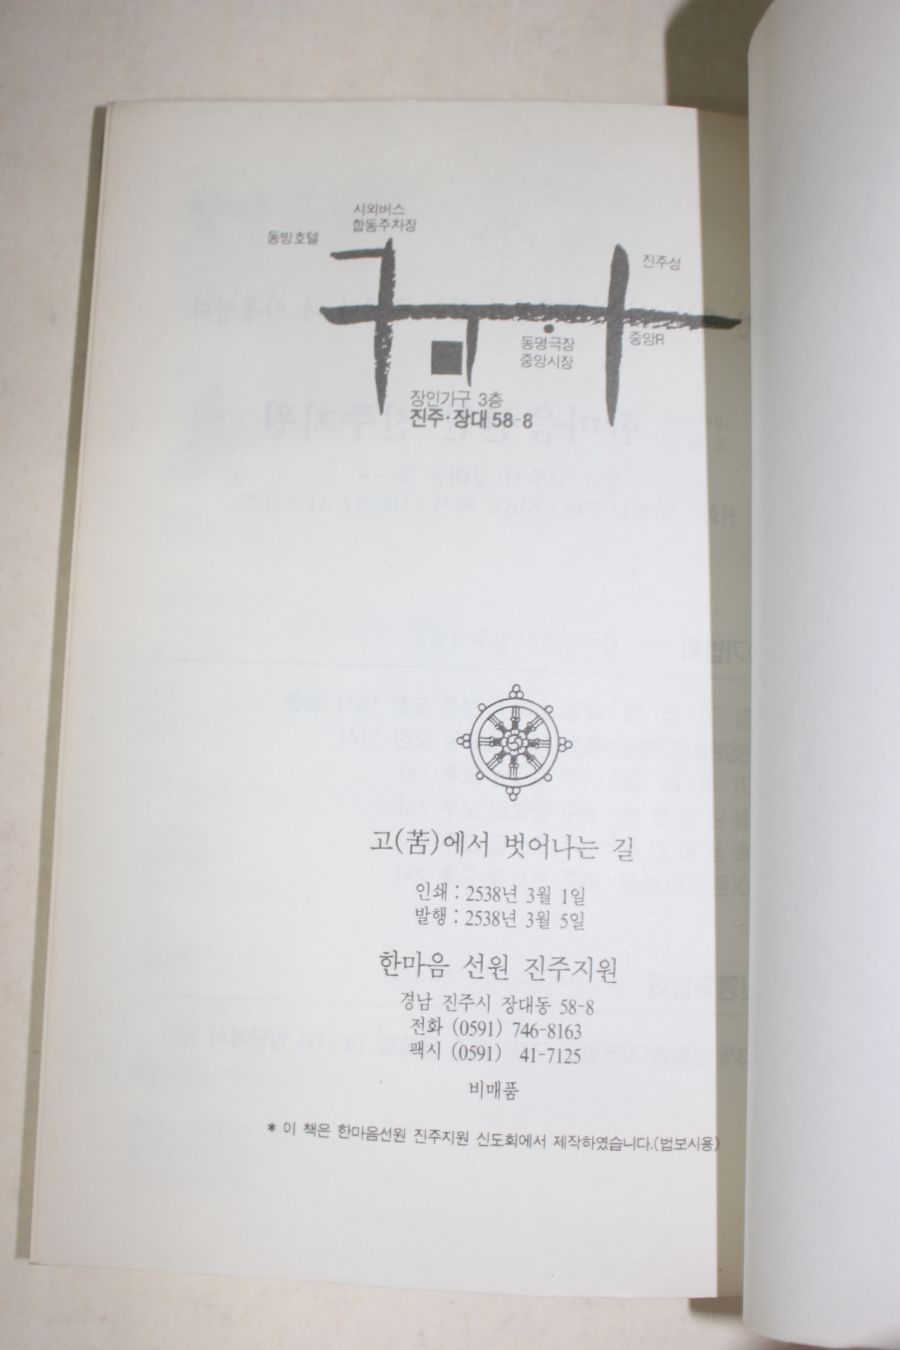 시외버스
합동주차장
동방호텔
진주성
동명극장
중앙시장
중앙R
장인가구 3층
진주·장대 58-8
고(苦)에서 벗어나는 길
인쇄 : 2538년 3월 1일
발행 : 2538년 3월 5일
한마음 선원 진주지원
경남 진주시 장대동 58-8
전화 (0591) 746-8163
팩시 (0591) 41-7125
비매품
* 이 책은 한마음선원 진주지원 신도회에서 제작하였습니다.(법보시용)